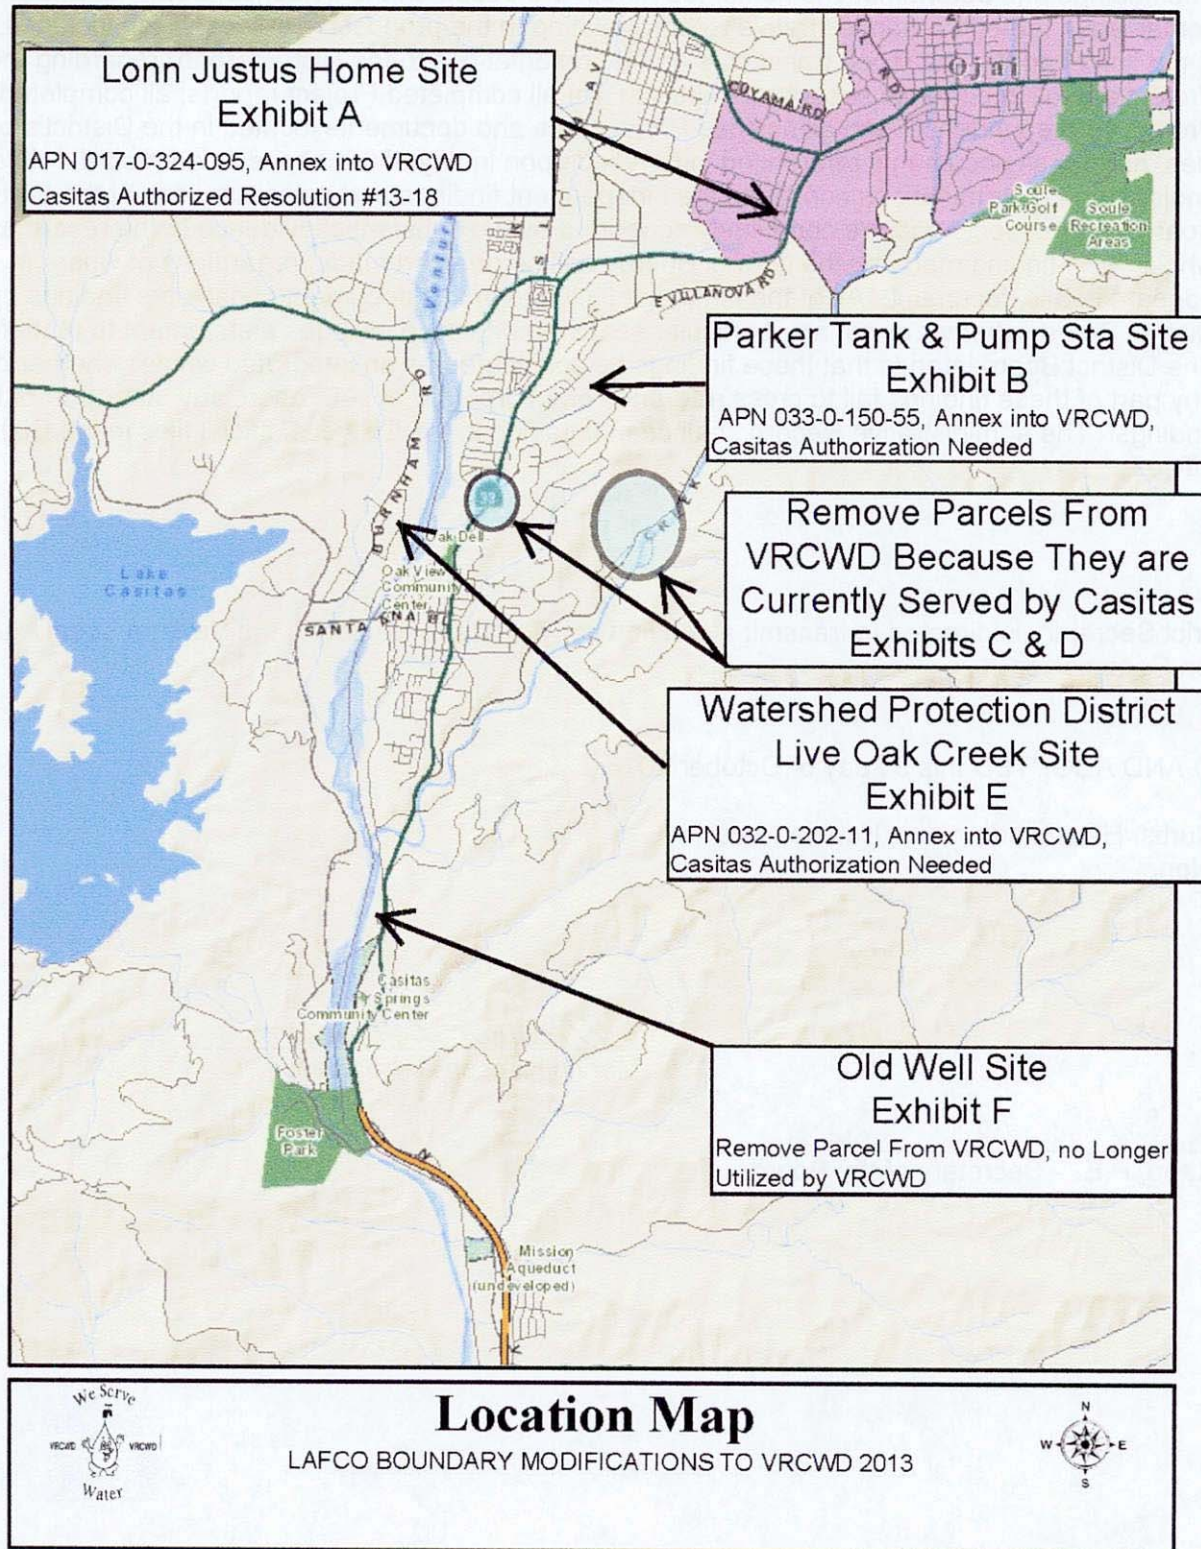 Lonn Justus Home Site
Exhibit A
APN 017-0-324-095, Annex into VRCWD
Casitas Authorized Resolution #13-18
CUYAMA RD
Ojai
Soule
Park Golf
Course
Soule
Recreation
Areas
E VILLANOVA RD
Parker Tank & Pump Sta Site
Exhibit B
APN 033-0-150-55, Annex into VRCWD,
Casitas Authorization Needed
Remove Parcels From
VRCWD Because They are
Currently Served by Casitas
Exhibits C & D
33
CREEK
BURNHAM RD
Oak Dell
Oak View
Community
Center
Lake
Casitas
SANTA ANA BL
Watershed Protection District
Live Oak Creek Site
Exhibit E
APN 032-0-202-11, Annex into VRCWD,
Casitas Authorization Needed
Casitas
Springs
Community Center
Old Well Site
Exhibit F
Remove Parcel From VRCWD, no Longer
Utilized by VRCWD
Foster
Park
Mission
Aqueduct
(undeveloped)
We Serve
VRCWD VRCWD
Water
Location Map
LAFCO BOUNDARY MODIFICATIONS TO VRCWD 2013
N
W E
S